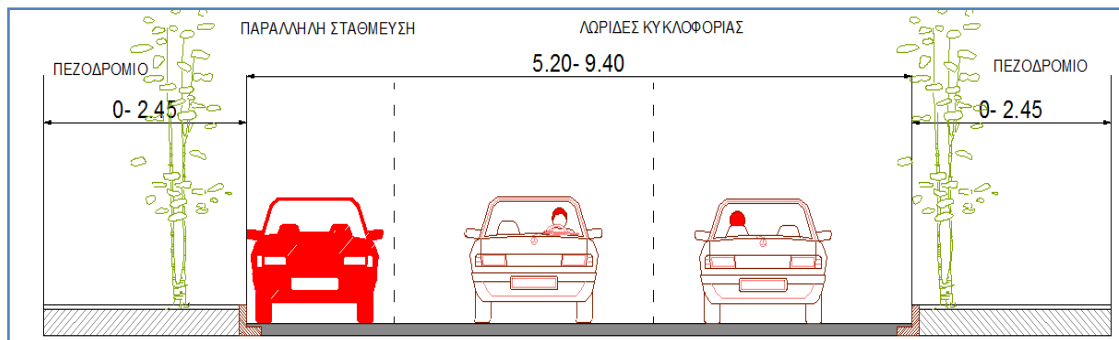 ΠΑΡΑΛΛΗΛΗ ΣΤΑΘΜΕΥΣΗ
ΛΩΡΙΔΕΣ ΚΥΚΛΟΦΟΡΙΑΣ
ΠΕΖΟΔΡΟΜΙΟ
5.20- 9.40
ΠΕΖΟΔΡΟΜΙΟ
0- 2.45
0- 2.45